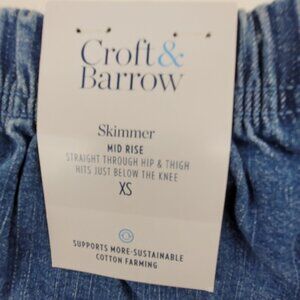 Croft&
Barrow
Skimmer
MID RISE
STRAIGHT THROUGH HIP & THIGH
HITS JUST BELOW THE KNEE
XS
SUPPORTS MORE-SUSTAINABLE
COTTON FARMING